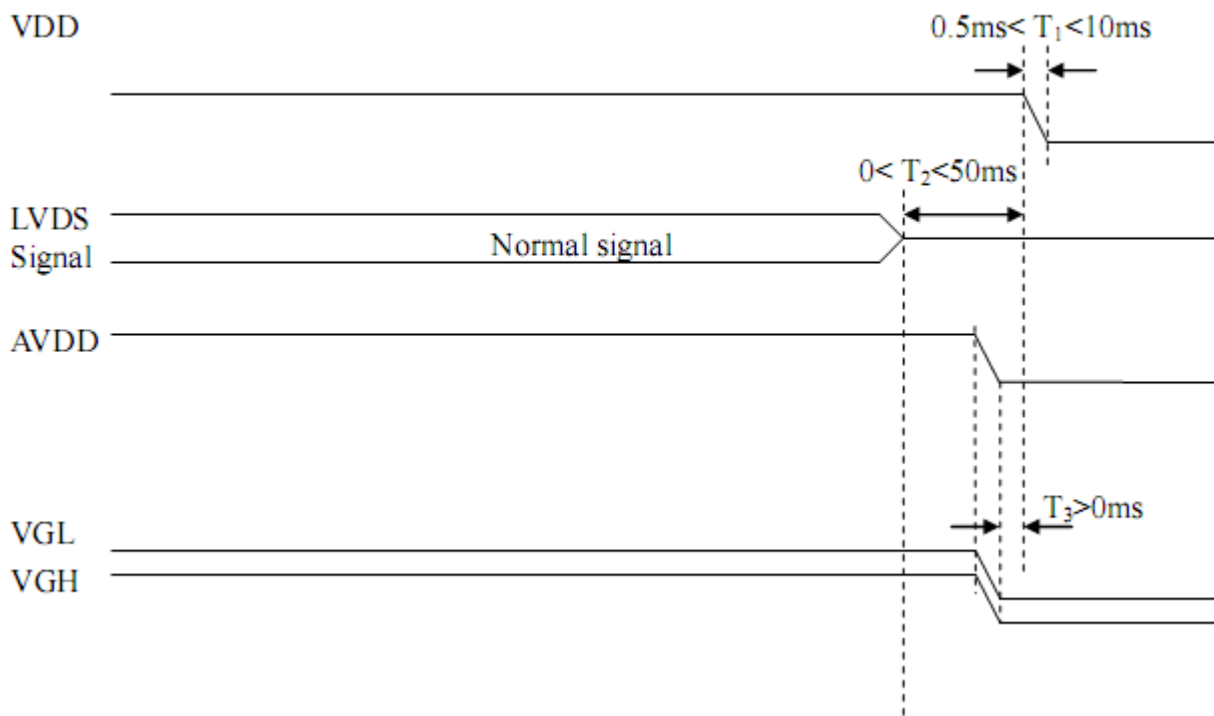 VDD
0.5ms< T₁<10ms
0< T₂<50ms
LVDS
Signal
Normal signal
AVDD
T₃>0ms
VGL
VGH